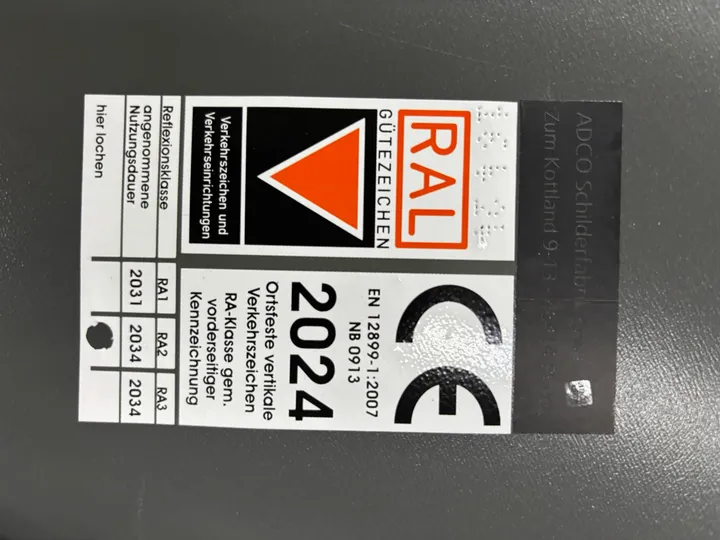 ADCO Schilderfabrik
Zum Kottland 9-13
RAL
GÜTEZEICHEN
Verkehrszeichen und
Verkehrseinrichtungen
CE
EN 12899-1:2007
NB 0913
2024
Ortsfeste vertikale
Verkehrszeichen
RA-Klasse gem.
vorderseitiger
Kennzeichnung
Reflexionsklasse RA1 RA2 RA3
angenommene
Nutzungsdauer 2031 2034 2034
hier lochen